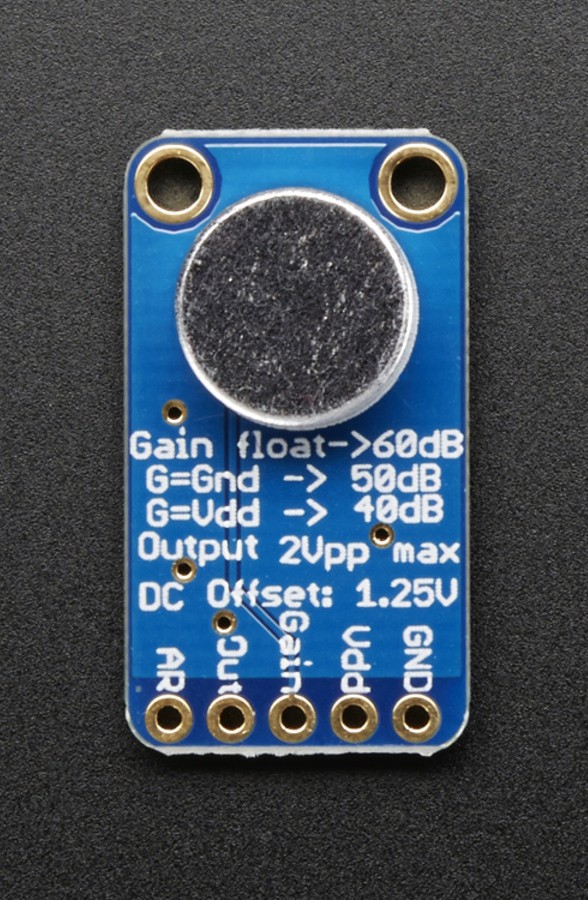 Gain float->60dB
G=Gnd -> 50dB
G=Vdd -> 40dB
Output 2Vpp max
DC Offset: 1.25V
AR
Out
Gain
Vdd
GND